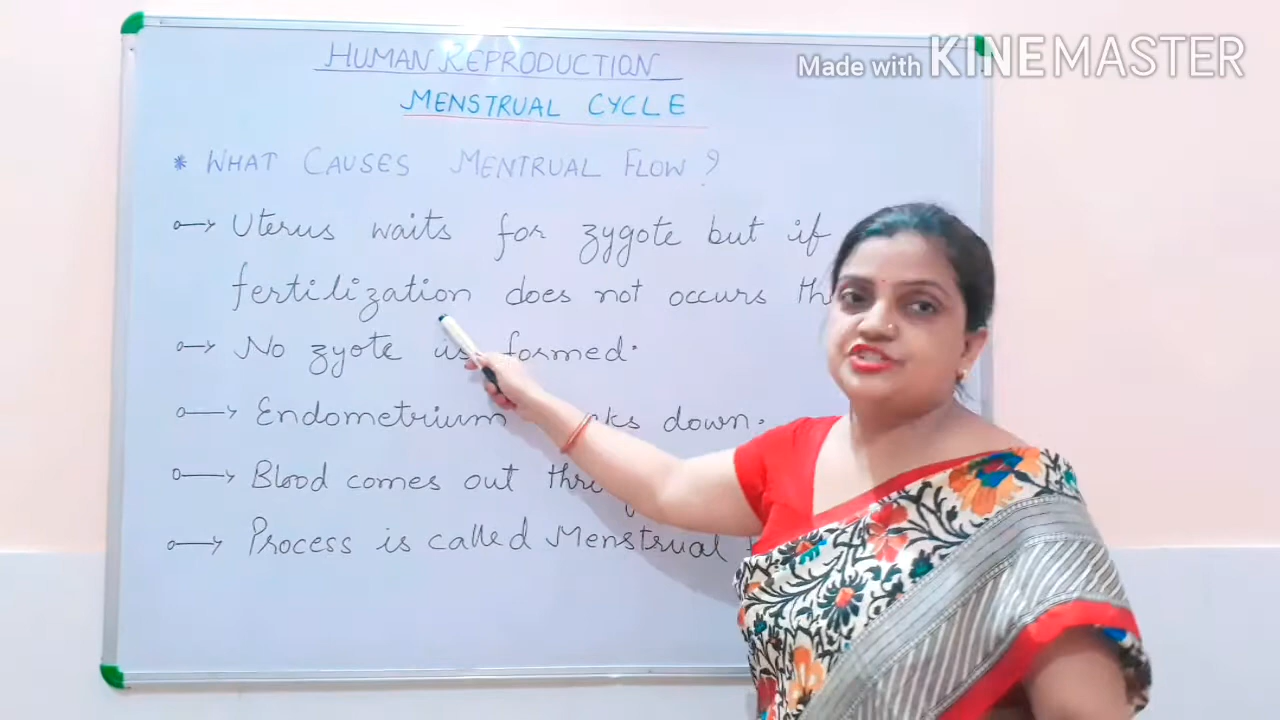 HUMAN REPRODUCTION
Made with KINEMASTER
MENSTRUAL CYCLE
* WHAT CAUSES MENTRUAL FLOW?
Uterus waits for zygote but if
fertilization does not occurs
No zyote is formed.
Endometrium down.
Blood comes out
Process is called Menstrual